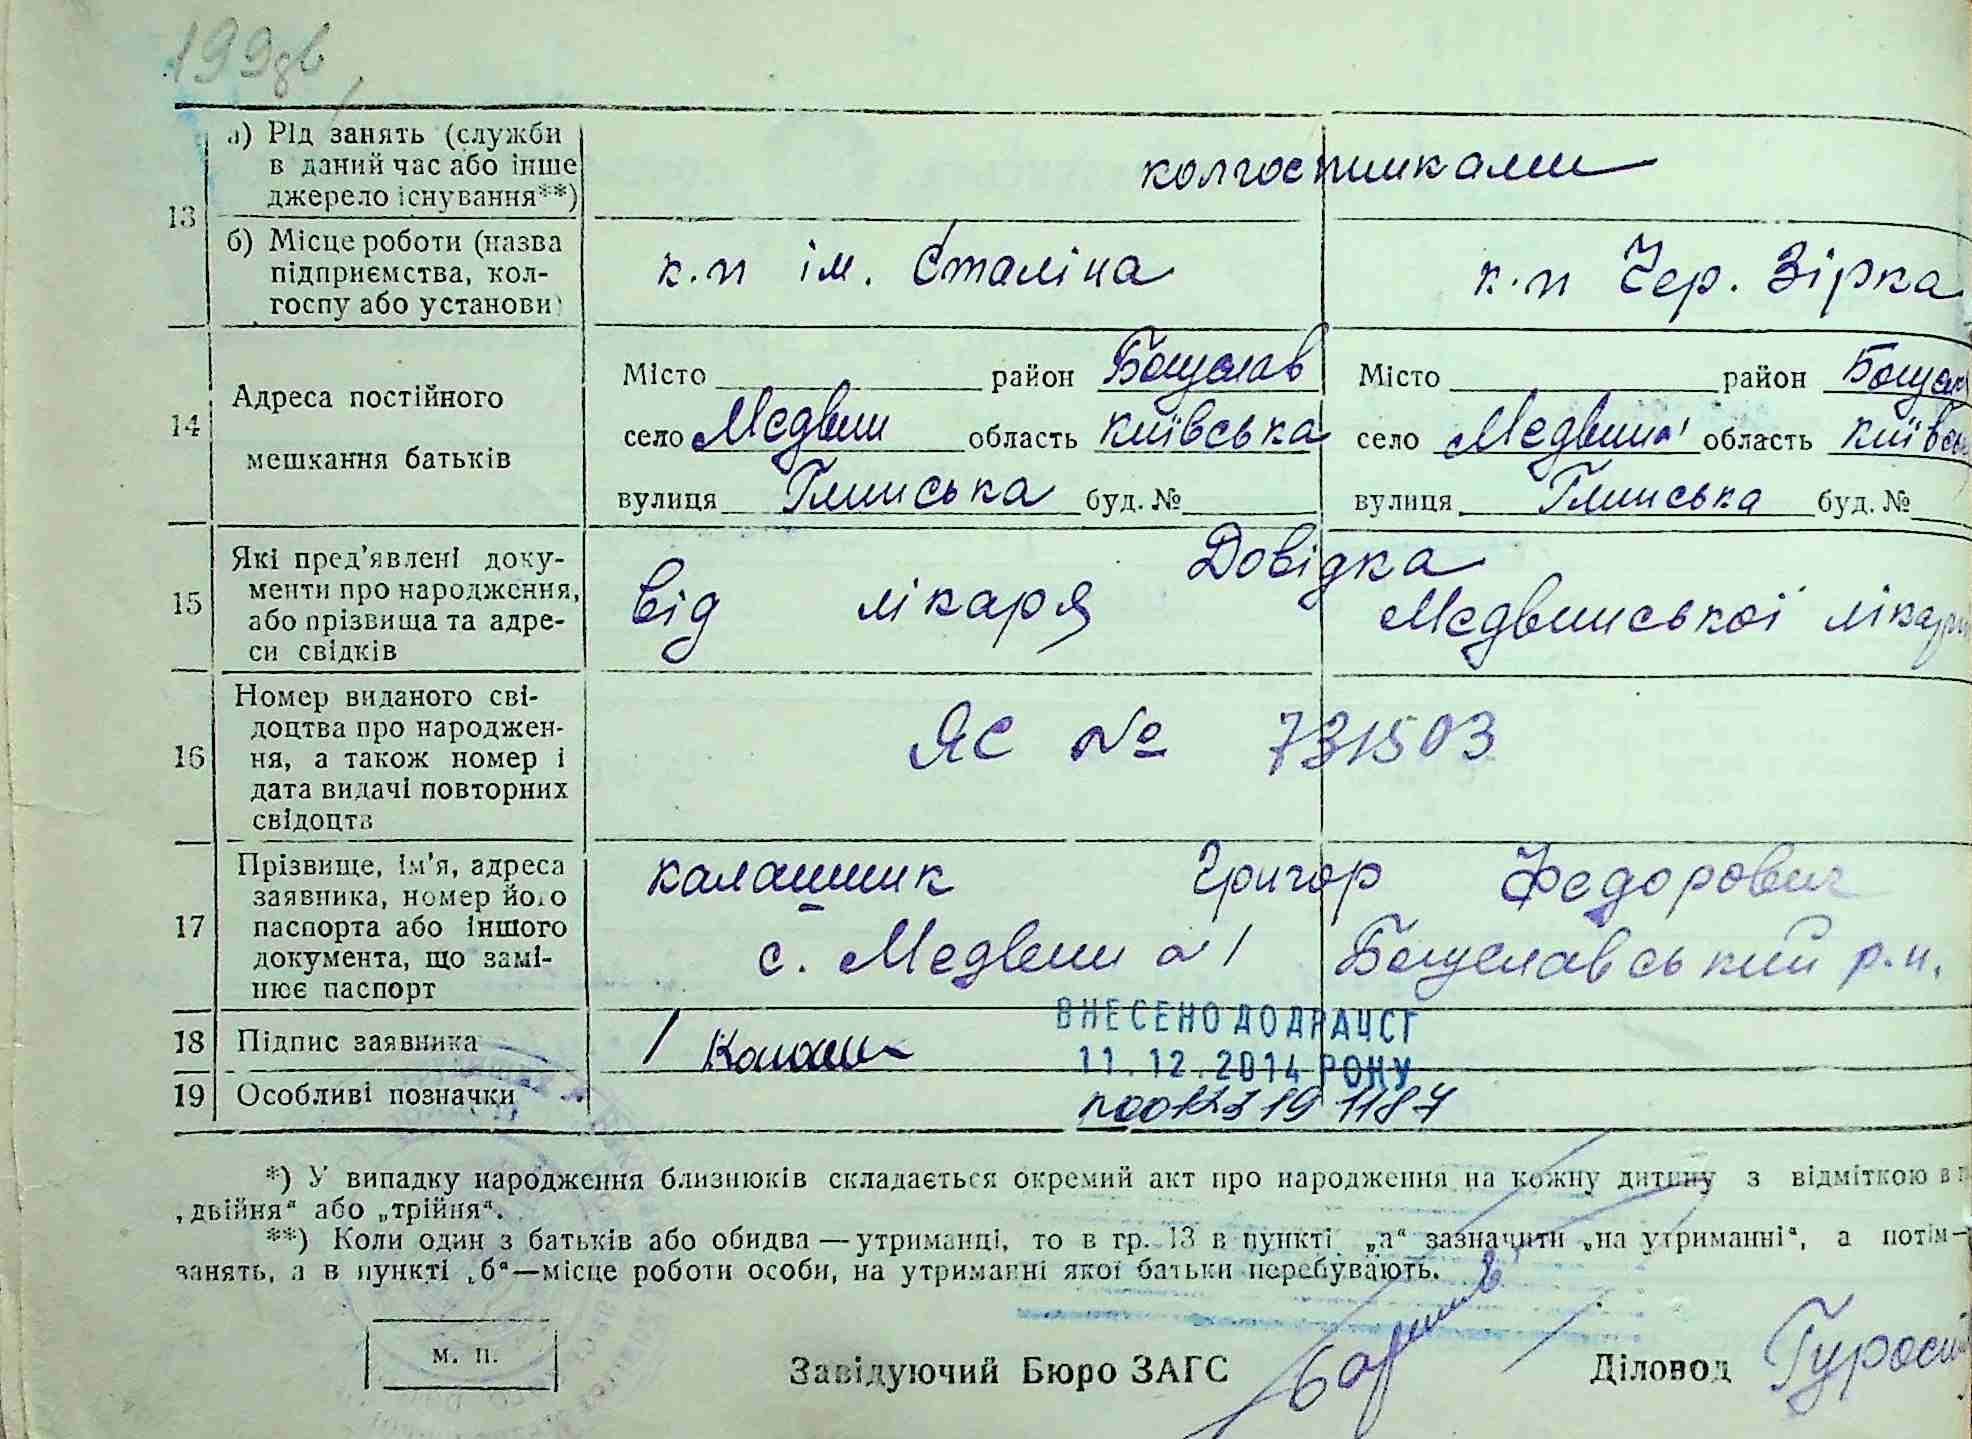 199зв
13 а) Рід занять (служби в даний час або інше джерело існування**) колгоспниками
б) Місце роботи (назва підприємства, колгоспу або установи) к.п ім. Сталіна к.п Чер. Зірка
14 Адреса постійного мешкання батьків
Місто район Богуслав Місто район Богусл
село Медвин область Київська село Медвин №1 область Київсь
вулиця Глинська буд. № вулиця Глинська буд. №
15 Які пред'явлені документи про народження, або прізвища та адреси свідків
Довідка
від лікаря Медвинської лікарні
16 Номер виданого свідоцтва про народження, а також номер і дата видачі повторних свідоцтв ЯС № 731503
17 Прізвище, ім'я, адреса заявника, номер його паспорта або іншого документа, що замінює паспорт
Калашник Григор Федорович
с. Медвин №1 Богуславський р.н.
18 Підпис заявника
ВНЕСЕНО ДО ДРАЦСГ
11.12.2014 РОКУ
19 Особливі позначки
*) У випадку народження близнюків складається окремий акт про народження на кожну дитину з відміткою в п
„двійня“ або „трійня“.
**) Коли один з батьків або обидва — утриманці, то в гр. 13 в пункті „а“ зазначити „на утриманні“, а потім —
занять, а в пункті „б“ — місце роботи особи, на утриманні якої батьки перебувають.
м. п.
Завідуючий Бюро ЗАГС Діловод